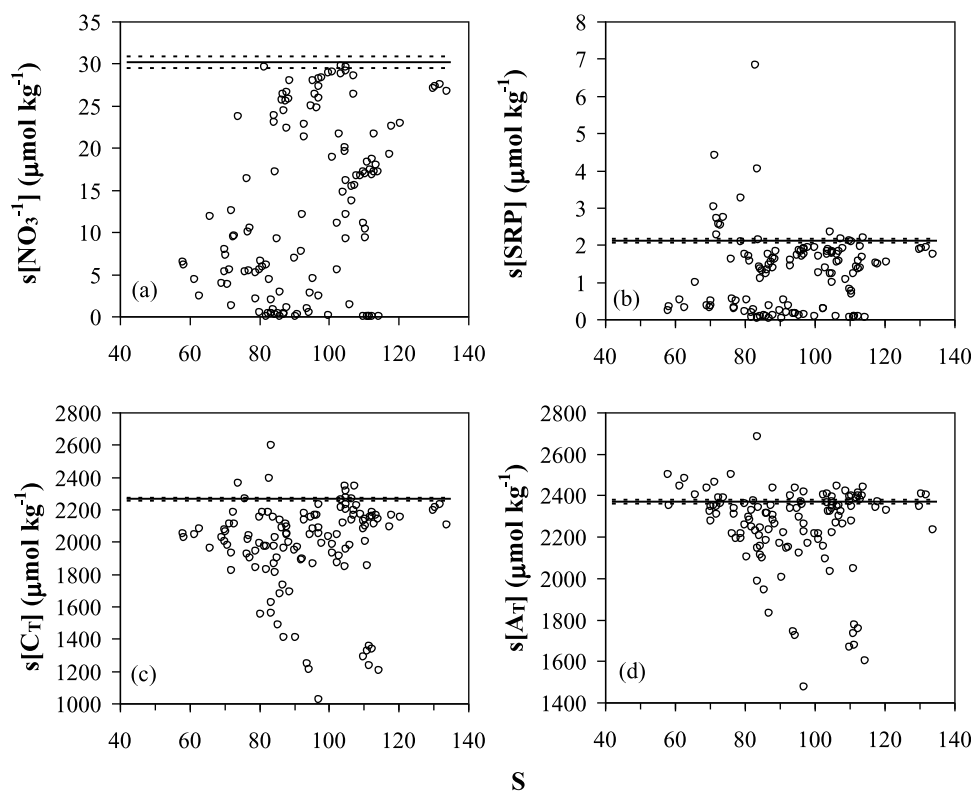 s[NO3-1] (μmol kg-1)
35
30
25
20
15
10
5
0
(a)
40 60 80 100 120 140
s[SRP] (μmol kg-1)
8
7
6
5
4
3
2
1
0
(b)
40 60 80 100 120 140
s[CT] (μmol kg-1)
2800
2600
2400
2200
2000
1800
1600
1400
1200
1000
(c)
40 60 80 100 120 140
s[AT] (μmol kg-1)
2800
2600
2400
2200
2000
1800
1600
1400
(d)
40 60 80 100 120 140
S